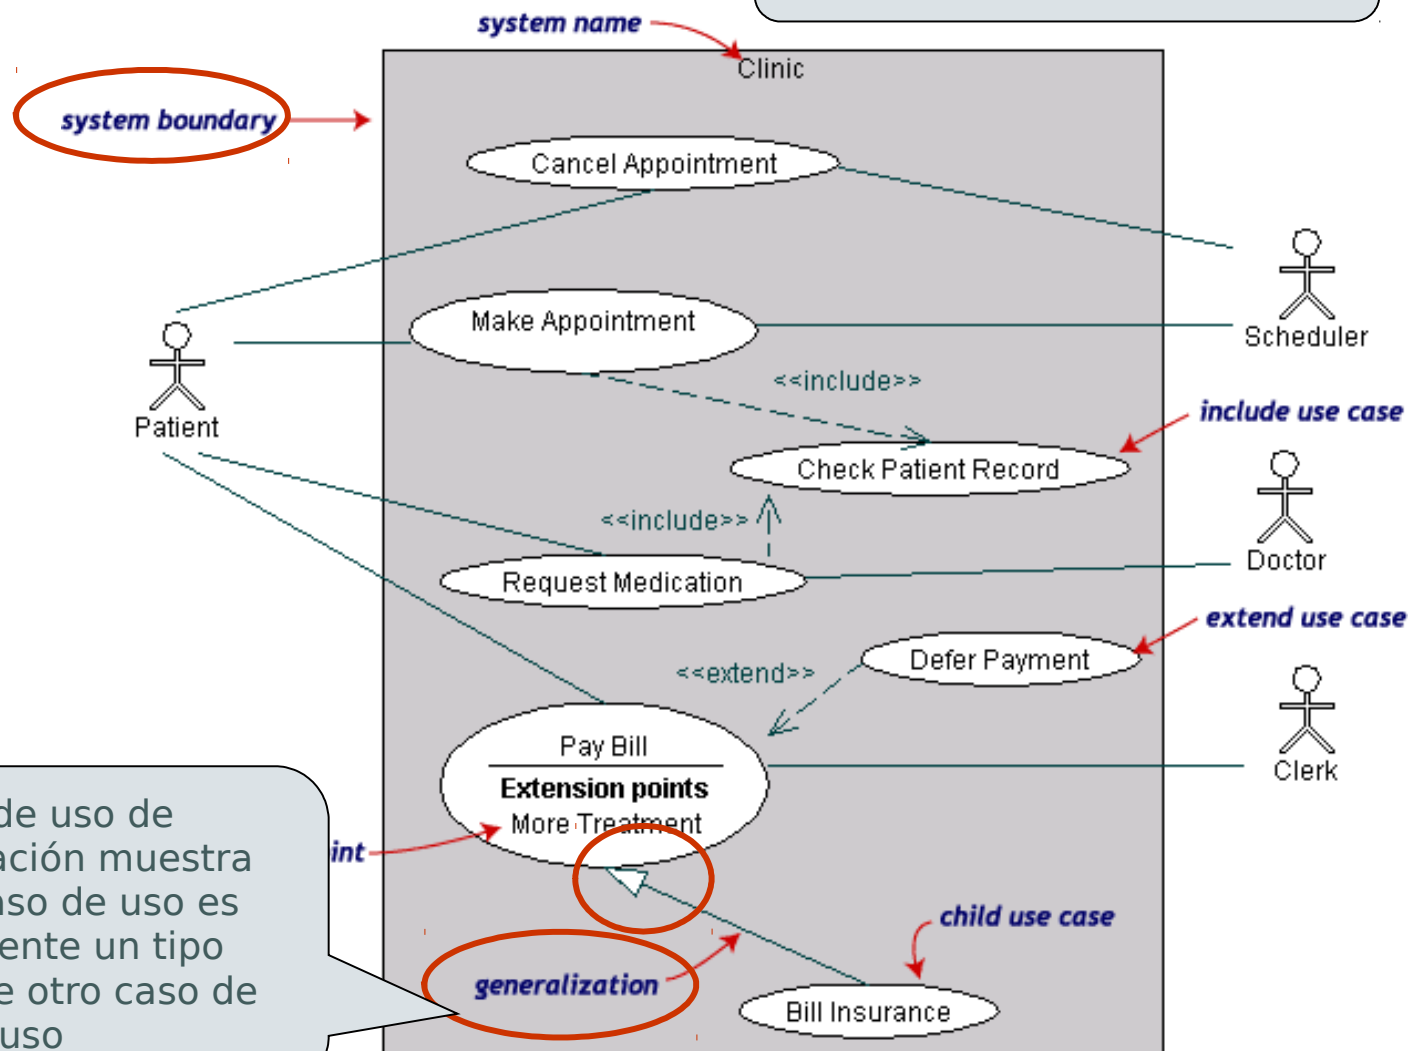 system name
Clinic
system boundary
Cancel Appointment
Make Appointment
Scheduler
<<include>>
Patient
include use case
Check Patient Record
<<include>>
Doctor
Request Medication
extend use case
Defer Payment
<<extend>>
Pay Bill
Clerk
Extension points
More Treatment
int
de uso de
ación muestra
aso de uso es
ente un tipo
e otro caso de
uso
child use case
generalization
Bill Insurance